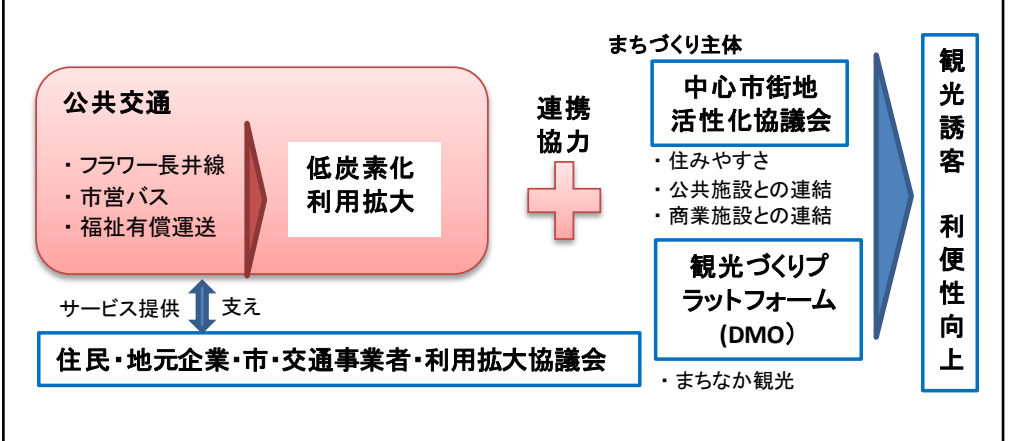 公共交通
・フラワー長井線
・市営バス
・福祉有償運送
低炭素化
利用拡大
サービス提供
支え
住民・地元企業・市・交通事業者・利用拡大協議会
連携
協力
まちづくり主体
中心市街地
活性化協議会
・住みやすさ
・公共施設との連結
・商業施設との連結
観光づくりプ
ラットフォーム
(DMO）
・まちなか観光
観光誘客　利便性向上